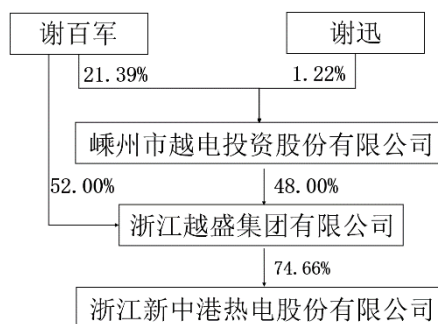 谢百军 谢迅
21.39% 1.22%
嵊州市越电投资股份有限公司
52.00% 48.00%
浙江越盛集团有限公司
74.66%
浙江新中港热电股份有限公司